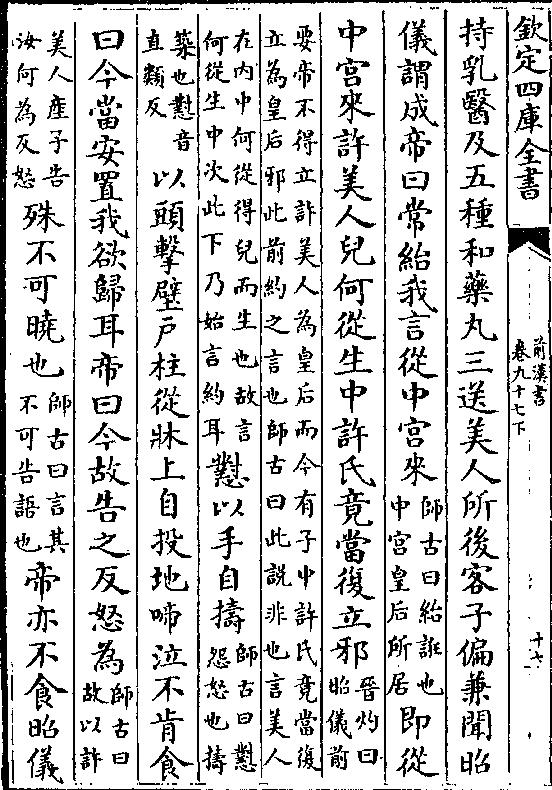 欽定四庫全書
前漢書
卷九十七下
持乳醫及五種和藥丸三送美人所後客子偏兼聞昭
儀謂成帝曰常紿我言從中宮來師古曰紿誑也中宮皇后所居即從
中宮來許美人兒何從生中許氏竟當復立邪晉灼曰昭儀前
要帝不得立許美人為皇后而今有子中許氏竟當復立為皇后邪此前約之言也師古曰此說非也言美人
在內中何從得兒而生也故言何從生中次此下乃始言約耳懟以手自擣師古曰懟怨怒也擣
築也懟音直類反以頭擊壁戶柱從牀上自投地啼泣不肯食
曰今當安置我欲歸耳帝曰今故告之反怒為師古曰故以許
美人產子告汝何為反怒殊不可曉也師古曰言其不可告語也帝亦不食昭儀